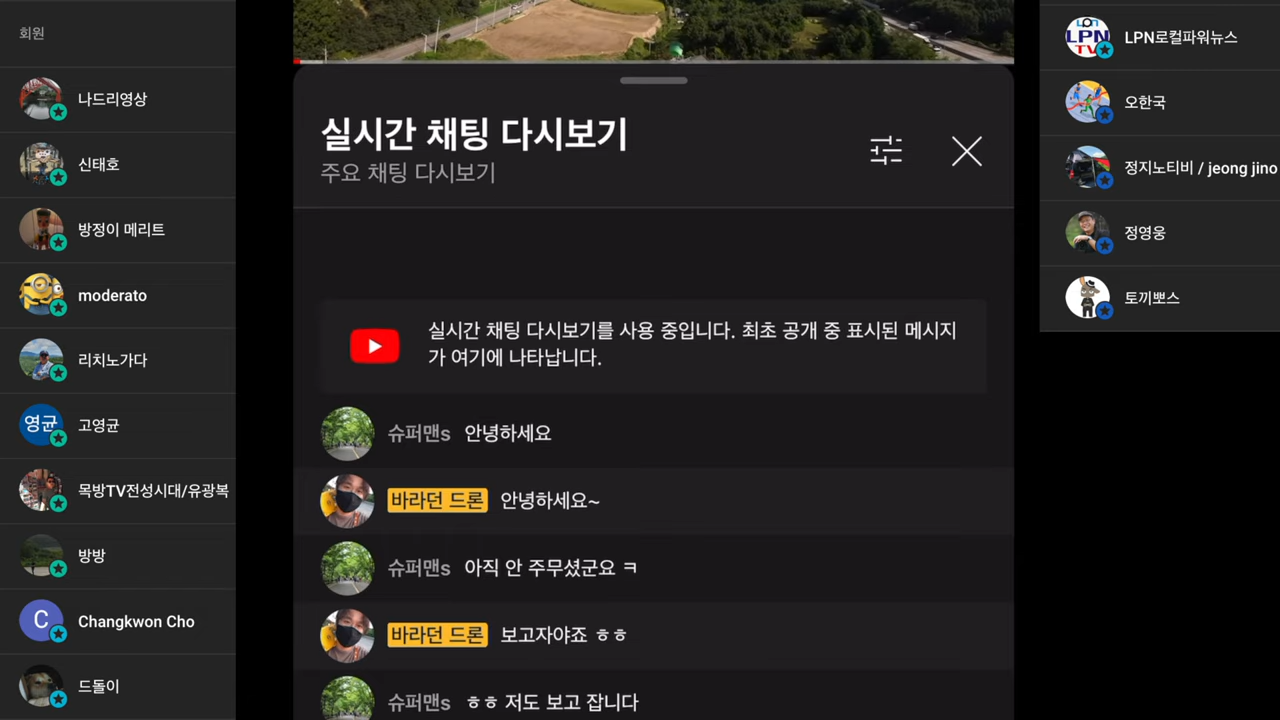 회원
나드리영상
신태호
방정이 메리트
moderato
리치노가다
영균
고영균
목방TV전성시대/유광복
방방
C
Changkwon Cho
드돌이
실시간 채팅 다시보기
주요 채팅 다시보기
실시간 채팅 다시보기를 사용 중입니다. 최초 공개 중 표시된 메시지
가 여기에 나타납니다.
슈퍼맨s 안녕하세요
바라던 드론 안녕하세요~
슈퍼맨s 아직 안 주무셨군요 ㅋ
바라던 드론 보고자야죠 ㅎㅎ
슈퍼맨s ㅎㅎ 저도 보고 잡니다
LPN
TV
LPN로컬파워뉴스
오한국
정지노티비 / jeong jino
정영웅
토끼뽀스